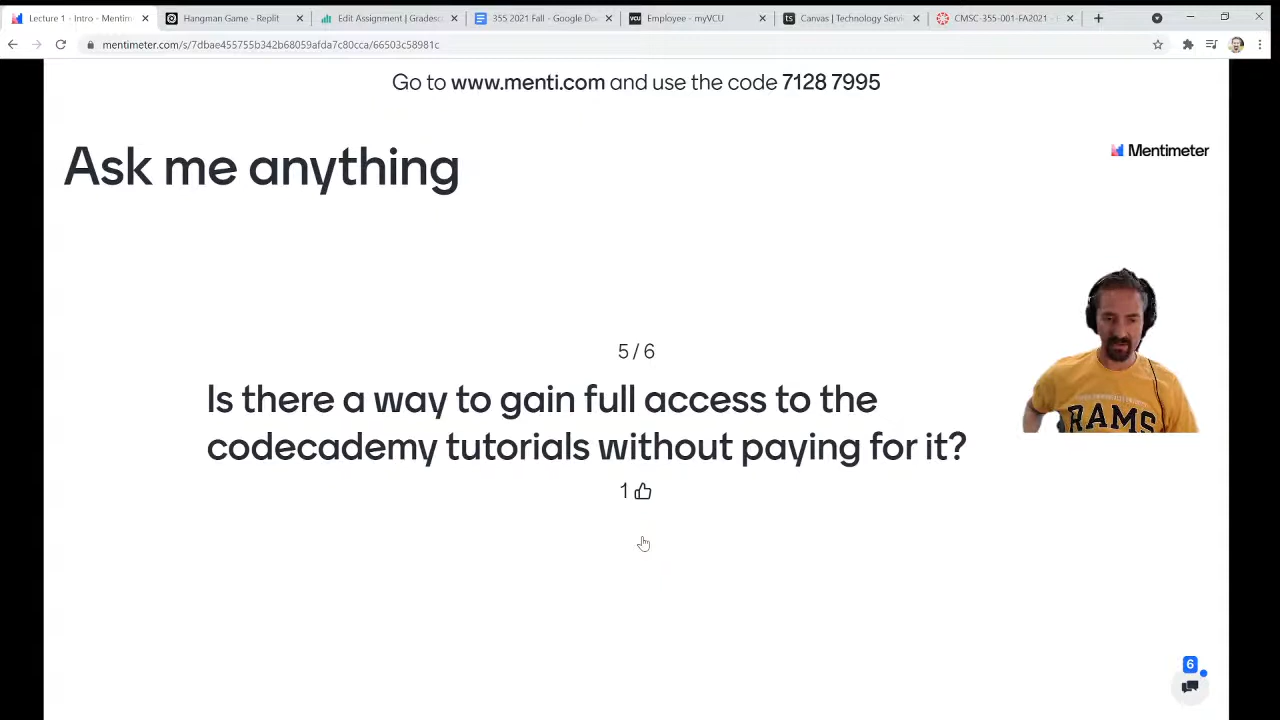 Lecture 1 - Intro - Mentim
Hangman Game - Replit
Edit Assignment | Gradesc
355 2021 Fall - Google Do
VCU
Employee - myVCU
ts
Canvas | Technology Servi
CMSC-355-001-FA2021 -
mentimeter.com/s/7dbae455755b342b68059afda7c80cca/66503c58981c
Go to www.menti.com and use the code 7128 7995
Ask me anything
Mentimeter
5 / 6
Is there a way to gain full access to the
codecademy tutorials without paying for it?
1
RAMS
6